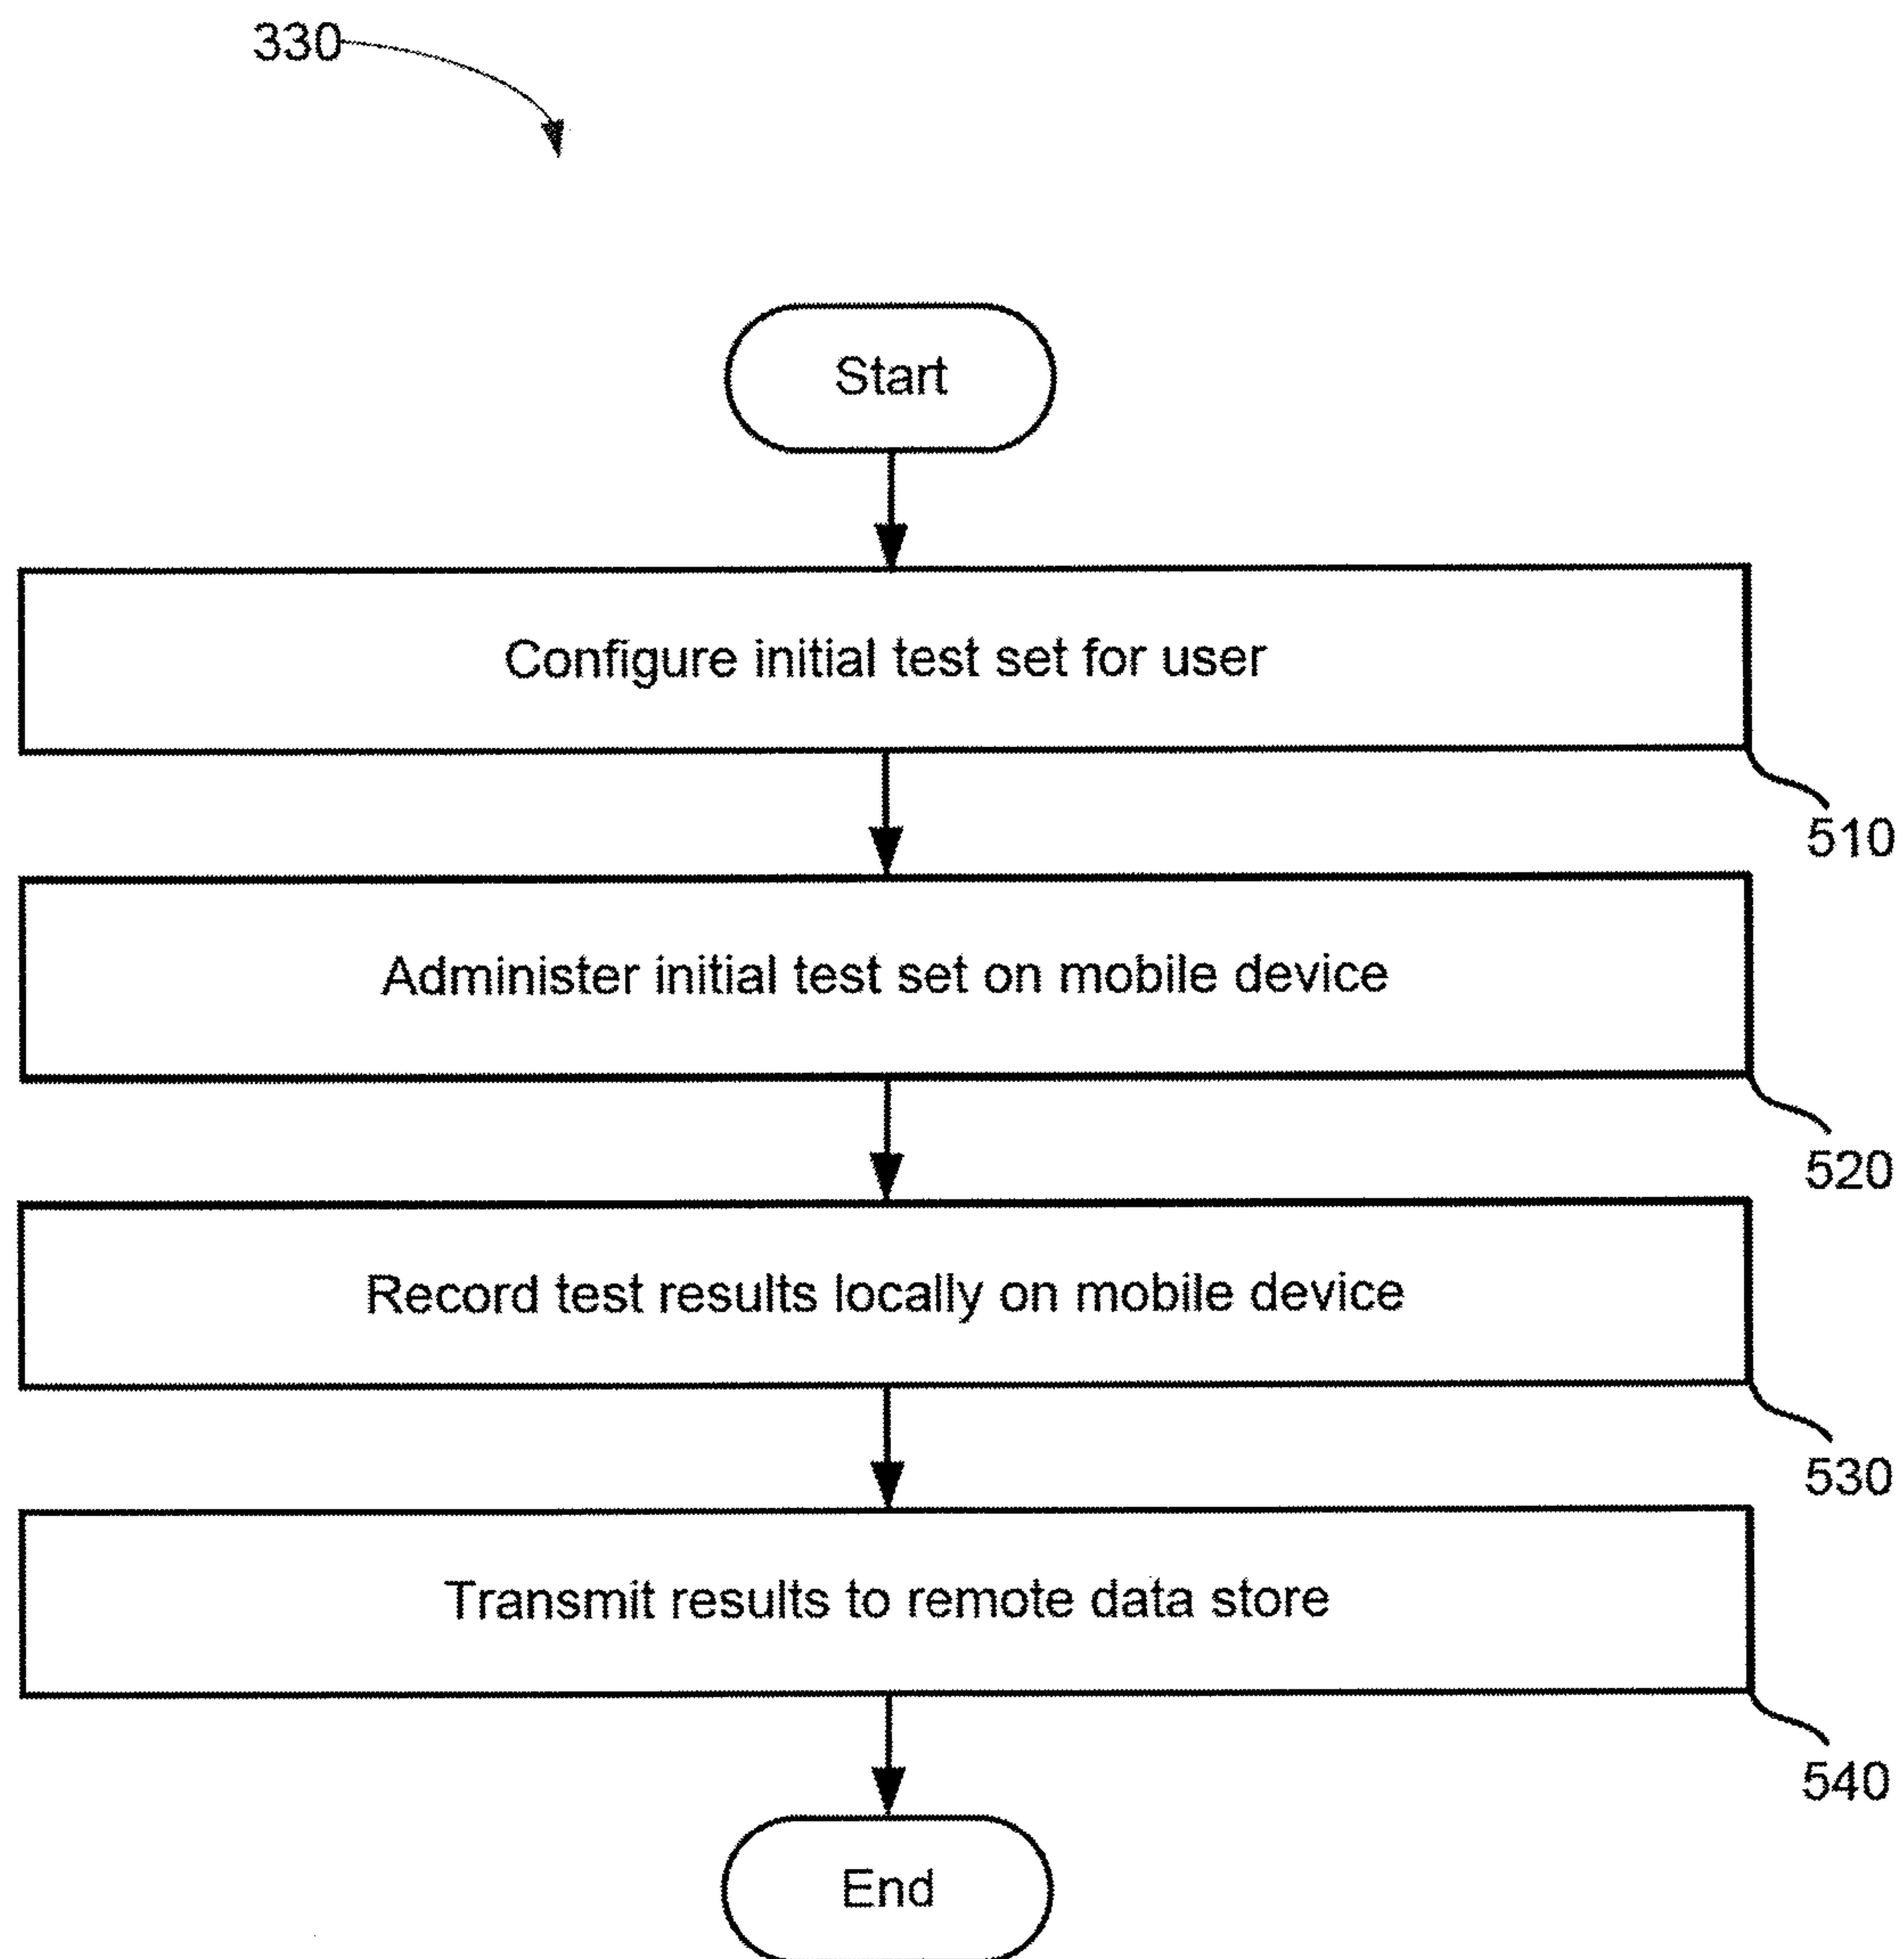 330
Start
Configure initial test set for user
510
Administer initial test set on mobile device
520
Record test results locally on mobile device
530
Transmit results to remote data store
540
End